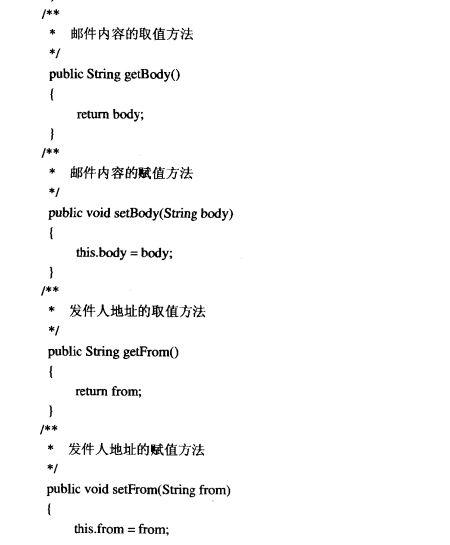 /**
* 邮件内容的取值方法
*/
public String getBody()
{
return body;
}
/**
* 邮件内容的赋值方法
*/
public void setBody(String body)
{
this.body = body;
}
/**
* 发件人地址的取值方法
*/
public String getFrom()
{
return from;
}
/**
* 发件人地址的赋值方法
*/
public void setFrom(String from)
{
this.from = from;